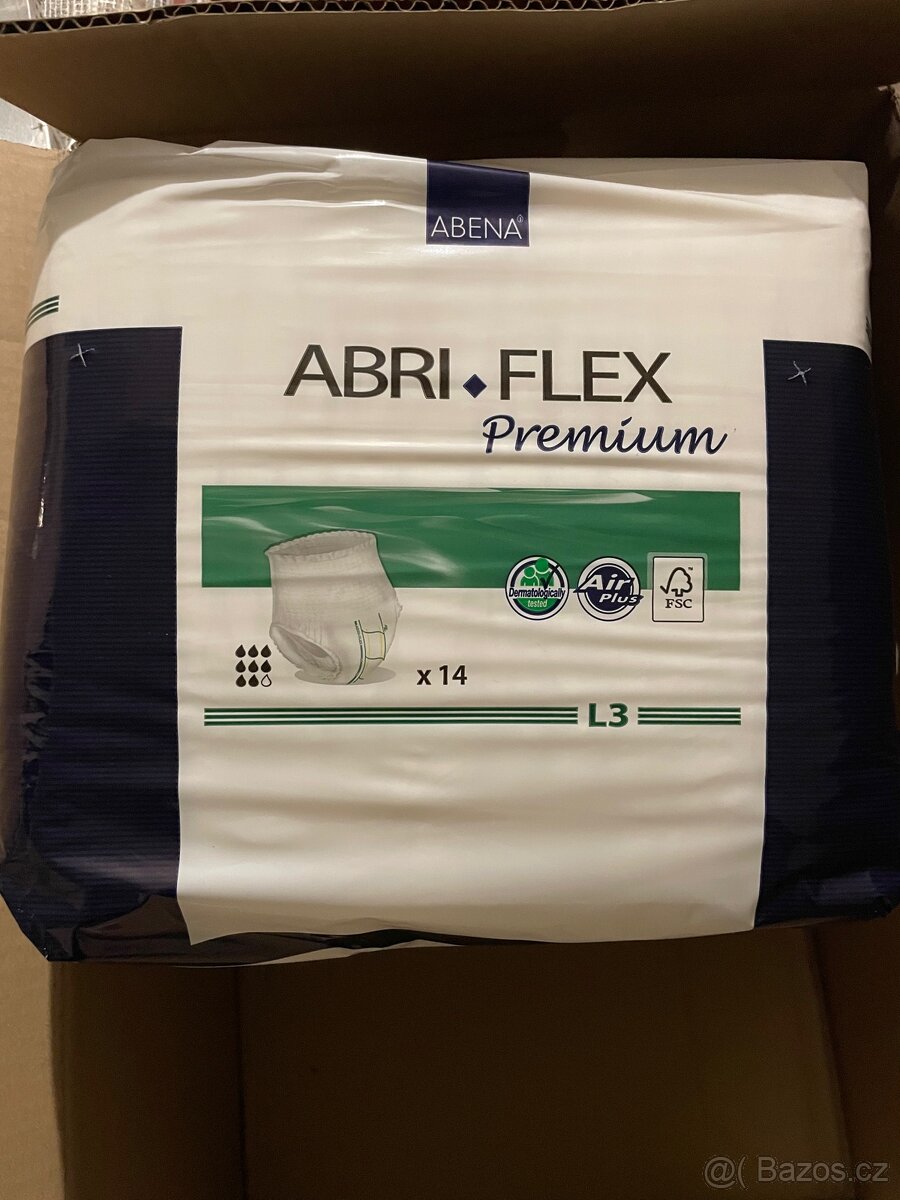 ABENA
ABRI FLEX
Premium
Dermatologically
tested
Air
Plus
FSC
x 14
L3
@( Bazos.cz